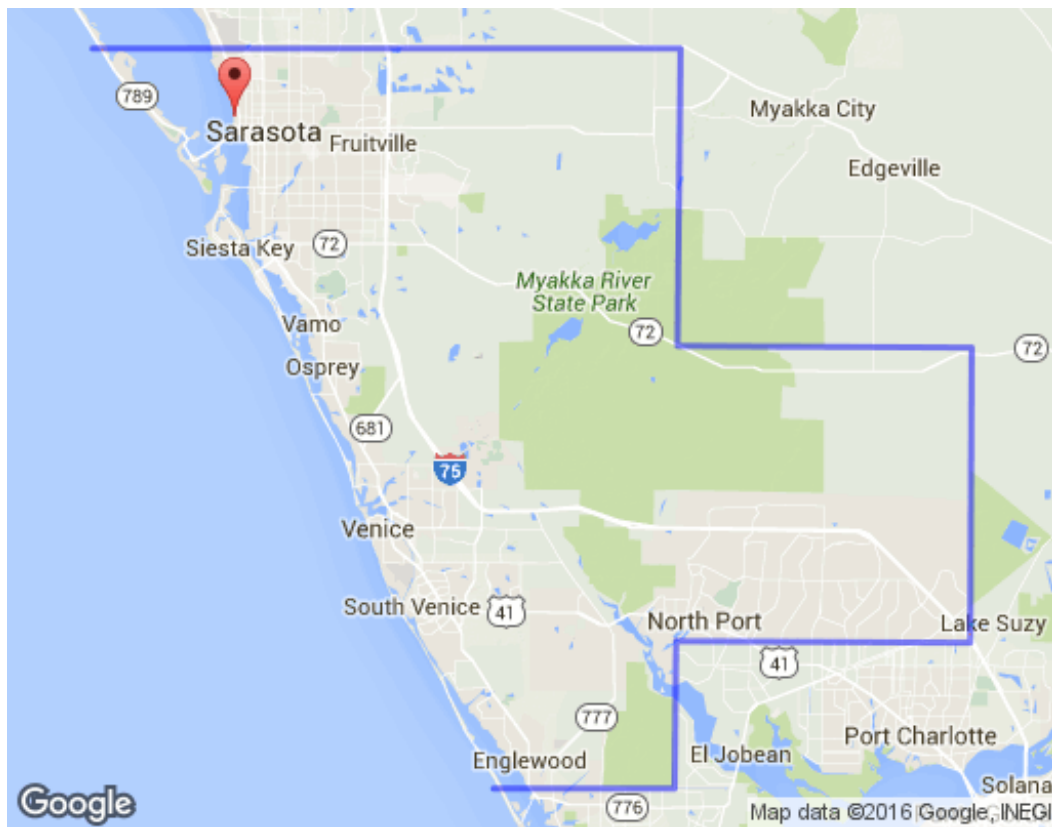 789
Sarasota
Fruitville
Myakka City
Edgeville
Siesta Key
72
Myakka River
State Park
Vamo
72
72
Osprey
681
75
Venice
South Venice
41
North Port
Lake Suzy
41
777
Englewood
El Jobean
Port Charlotte
776
Solana
Google
Map data ©2016 Google, INEGI